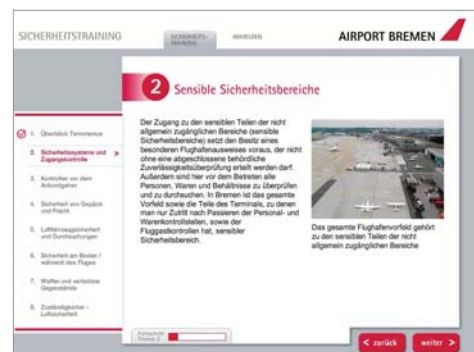 SICHERHEITSTRAINING
SICHERHEITS-
TRAINING
ABMELDEN
AIRPORT BREMEN
2 Sensible Sicherheitsbereiche
1. Überblick Terrorismus
2. Sicherheitssysteme und
Zugangskontrolle >
3. Kontrollen vor dem
Anbordgehen
4. Sicherheit von Gepäck
und Fracht
5. Luftfahrzeugsicherheit
und Durchsuchungen
6. Sicherheit am Boden /
während des Fluges
7. Waffen und verbotene
Gegenstände
8. Zuständigkeiten -
Luftsicherheit
Der Zugang zu den sensiblen Teilen der nicht
allgemein zugänglichen Bereiche (sensible
Sicherheitsbereiche) setzt den Besitz eines
besonderen Flughafenausweises voraus, der nicht
ohne eine abgeschlossene behördliche
Zuverlässigkeitsüberprüfung erteilt werden darf.
Außerdem sind hier vor dem Betreten alle
Personen, Waren und Behältnisse zu überprüfen
und zu durchsuchen. In Bremen ist das gesamte
Vorfeld sowie die Teile des Terminals, zu denen
man nur Zutritt nach Passieren der Personal- und
Warenkontrollstellen, sowie der
Fluggastkontrollen hat, sensibler
Sicherheitsbereich.
Das gesamte Flughafenvorfeld gehört
zu den sensiblen Teilen der nicht
allgemein zugänglichen Bereiche
Fortschritt
Thema 2
< zurück
weiter >